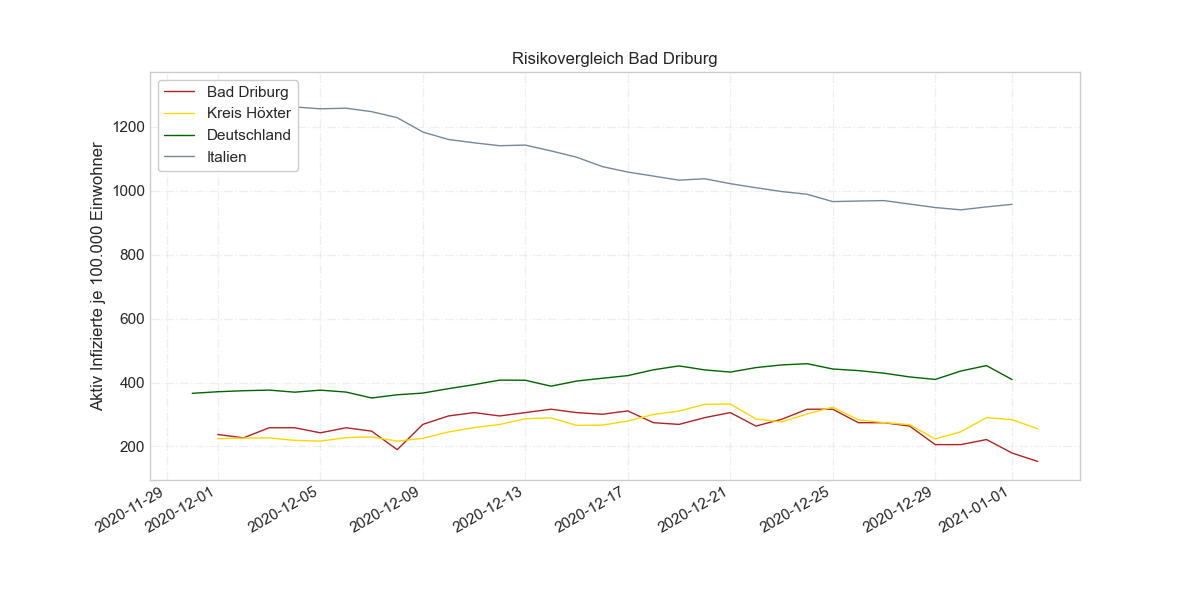 Risikovergleich Bad Driburg
Bad Driburg
Kreis Höxter
Deutschland
Italien
Aktiv Infizierte je 100.000 Einwohner
1200
1000
800
600
400
200
2020-11-29
2020-12-01
2020-12-05
2020-12-09
2020-12-13
2020-12-17
2020-12-21
2020-12-25
2020-12-29
2021-01-01